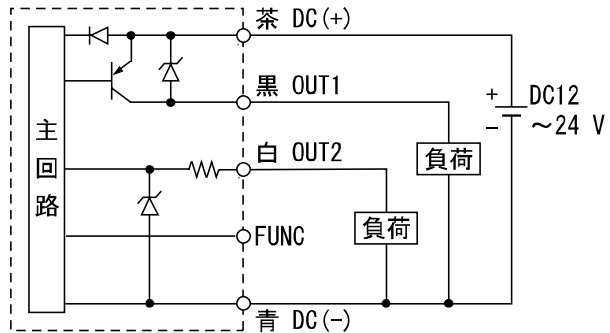 茶 DC(+)
黒 OUT1
+
DC12
～24 V
−
主回路
白 OUT2
負荷
負荷
FUNC
青 DC(−)